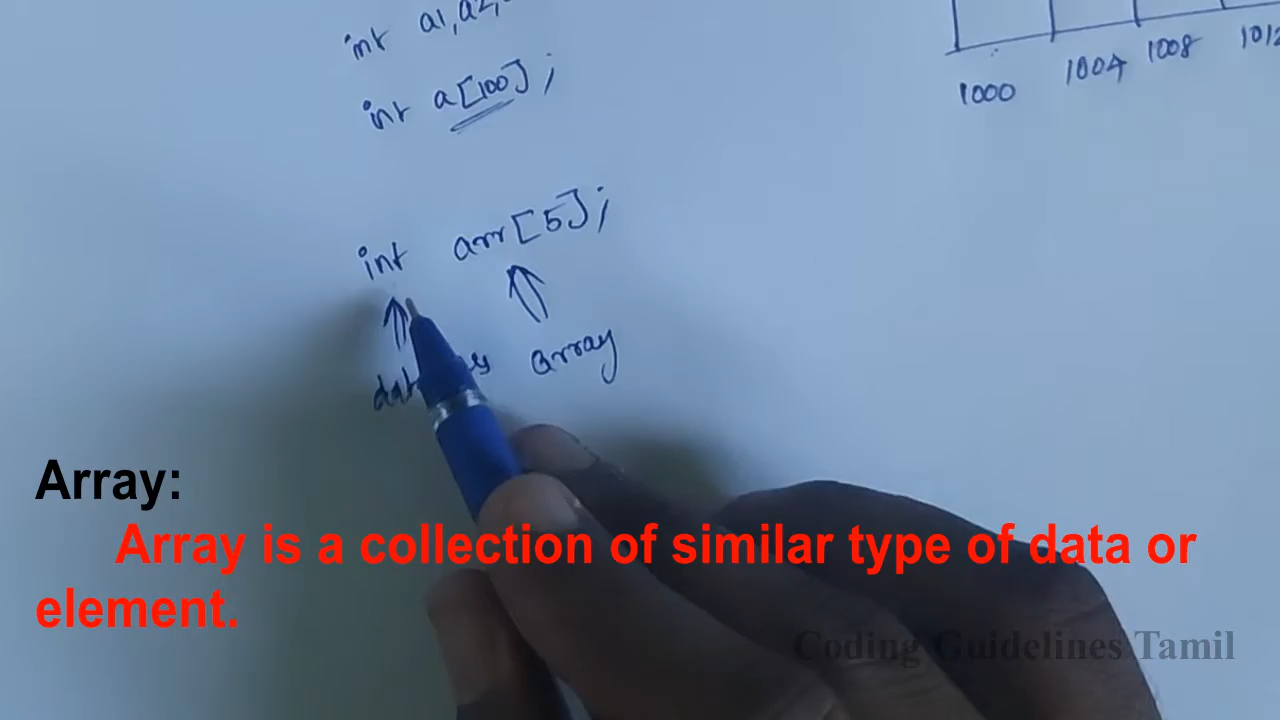 int a1, a2,
int a[100];
1000 1004 1008 1012
int arr[5];
array
Array:
Array is a collection of similar type of data or
element.
Coding Guidelines Tamil